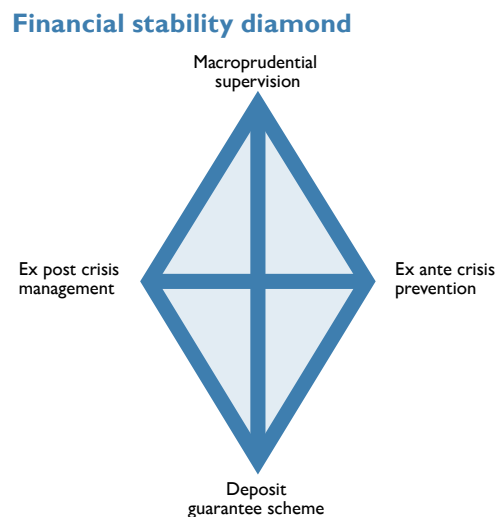 Financial stability diamond
Macroprudential
supervision
Ex post crisis
management
Ex ante crisis
prevention
Deposit
guarantee scheme